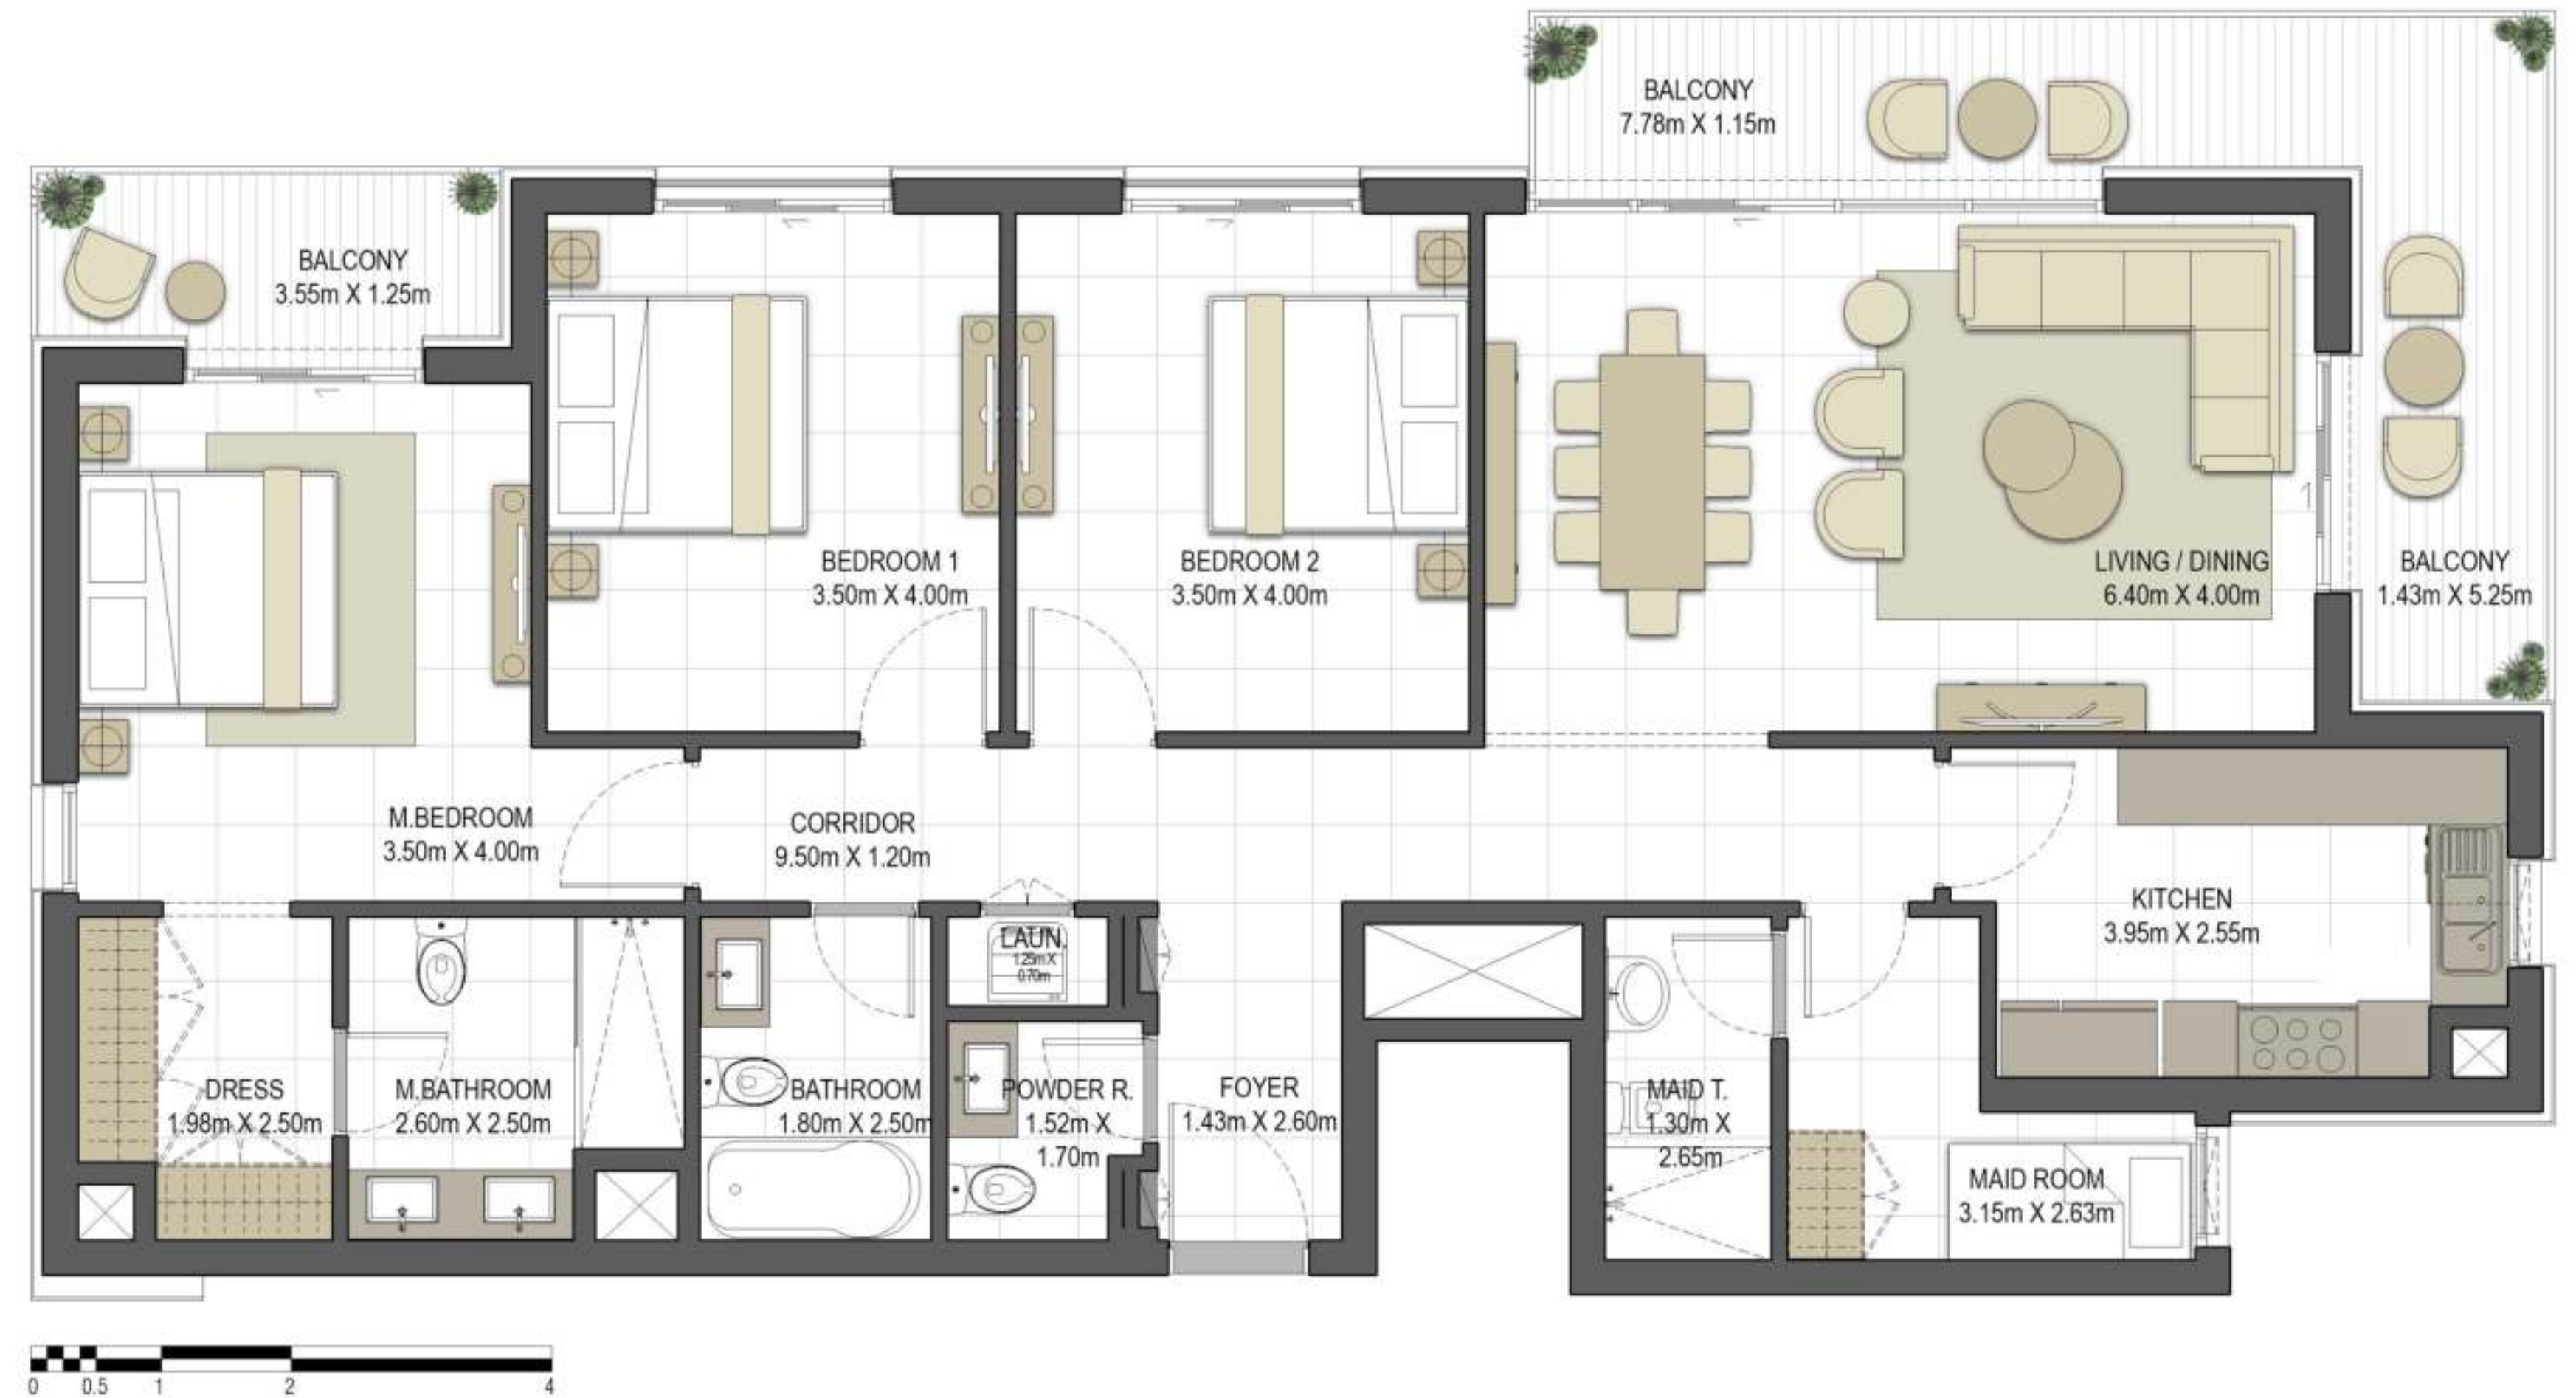 BALCONY
7.78m X 1.15m
BALCONY
3.55m X 1.25m
BEDROOM 1
3.50m X 4.00m
BEDROOM 2
3.50m X 4.00m
LIVING / DINING
6.40m X 4.00m
BALCONY
1.43m X 5.25m
M.BEDROOM
3.50m X 4.00m
CORRIDOR
9.50m X 1.20m
KITCHEN
3.95m X 2.55m
LAUN.
1.25m X
0.70m
DRESS
1.98m X 2.50m
M.BATHROOM
2.60m X 2.50m
BATHROOM
1.80m X 2.50m
POWDER R.
1.52m X
1.70m
FOYER
1.43m X 2.60m
MAID T.
1.30m X
2.65m
MAID ROOM
3.15m X 2.63m
0 0.5 1 2 4